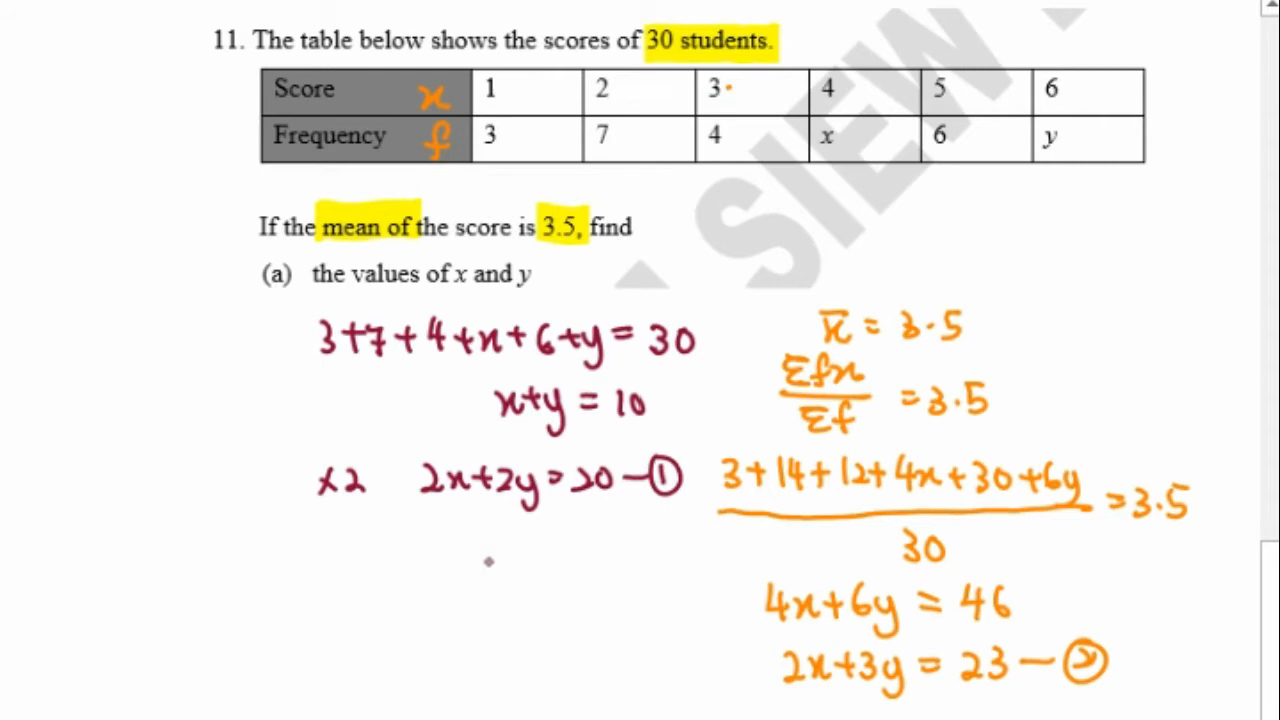 11. The table below shows the scores of 30 students.
Score x 1 2 3 4 5 6
Frequency f 3 7 4 x 6 y
If the mean of the score is 3.5, find
(a) the values of x and y
3+7+4+x+6+y=30
x+y=10
×2 2x+2y=20-①
x̄=3.5
Σfx/Σf=3.5
3+14+12+4x+30+6y/30=3.5
4x+6y=46
2x+3y=23-②
SIEW